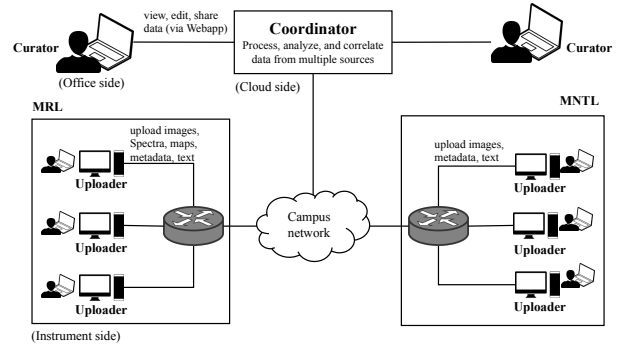 view, edit, share
data (via Webapp)
Coordinator
Process, analyze, and correlate
data from multiple sources
Curator
(Office side)
Curator
(Cloud side)
MRL
MNTL
upload images,
Spectra, maps,
metadata, text
Uploader
Uploader
Uploader
Campus
network
upload images,
metadata, text
Uploader
Uploader
Uploader
(Instrument side)